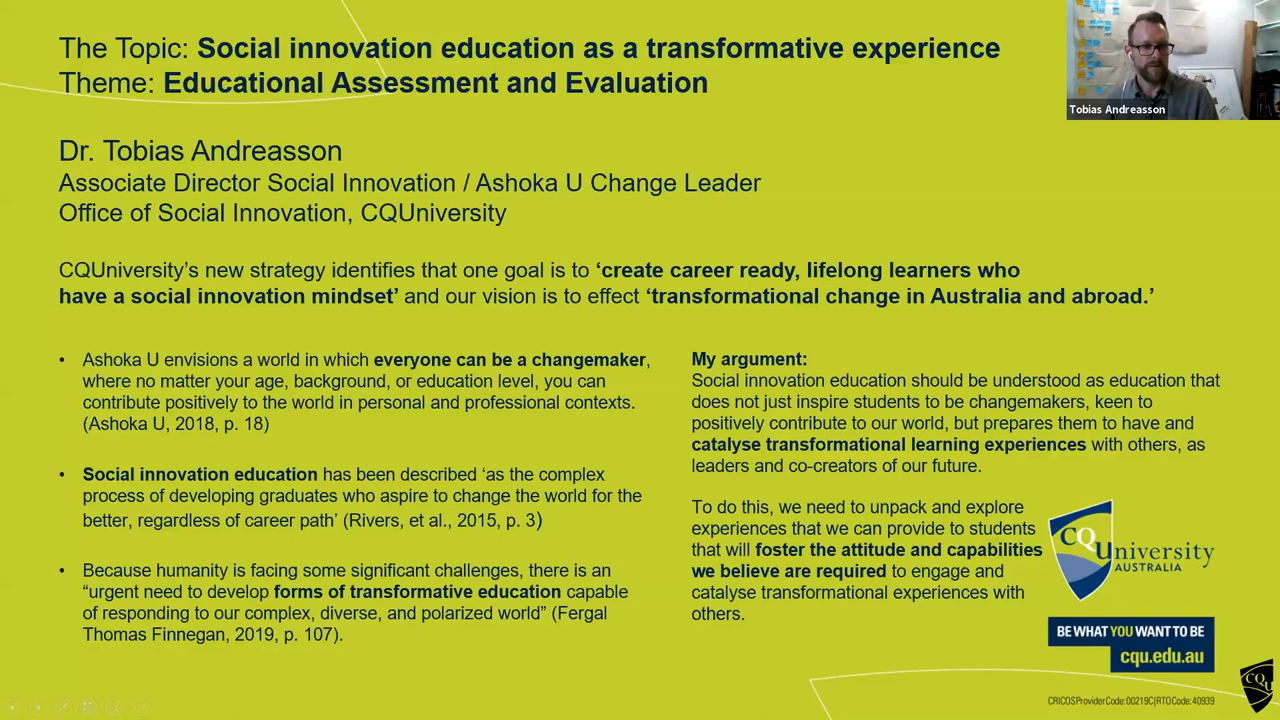 The Topic: Social innovation education as a transformative experience
Theme: Educational Assessment and Evaluation
Tobias Andreasson
Dr. Tobias Andreasson
Associate Director Social Innovation / Ashoka U Change Leader
Office of Social Innovation, CQUniversity
CQUniversity’s new strategy identifies that one goal is to ‘create career ready, lifelong learners who
have a social innovation mindset’ and our vision is to effect ‘transformational change in Australia and abroad.’
• Ashoka U envisions a world in which everyone can be a changemaker,
where no matter your age, background, or education level, you can
contribute positively to the world in personal and professional contexts.
(Ashoka U, 2018, p. 18)
• Social innovation education has been described ‘as the complex
process of developing graduates who aspire to change the world for the
better, regardless of career path’ (Rivers, et al., 2015, p. 3)
• Because humanity is facing some significant challenges, there is an
“urgent need to develop forms of transformative education capable
of responding to our complex, diverse, and polarized world” (Fergal
Thomas Finnegan, 2019, p. 107).
My argument:
Social innovation education should be understood as education that
does not just inspire students to be changemakers, keen to
positively contribute to our world, but prepares them to have and
catalyse transformational learning experiences with others, as
leaders and co-creators of our future.
To do this, we need to unpack and explore
experiences that we can provide to students
that will foster the attitude and capabilities
we believe are required to engage and
catalyse transformational experiences with
others.
CQUniversity
AUSTRALIA
BE WHAT YOU WANT TO BE
cqu.edu.au
CRICOS Provider Code: 00219C | RTO Code: 40939
CQU